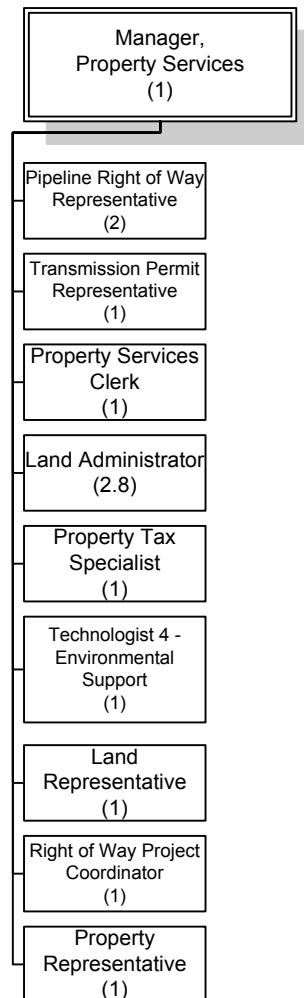 Manager,
Property Services
(1)
Pipeline Right of Way
Representative
(2)
Transmission Permit
Representative
(1)
Property Services
Clerk
(1)
Land Administrator
(2.8)
Property Tax
Specialist
(1)
Technologist 4 -
Environmental
Support
(1)
Land
Representative
(1)
Right of Way Project
Coordinator
(1)
Property
Representative
(1)